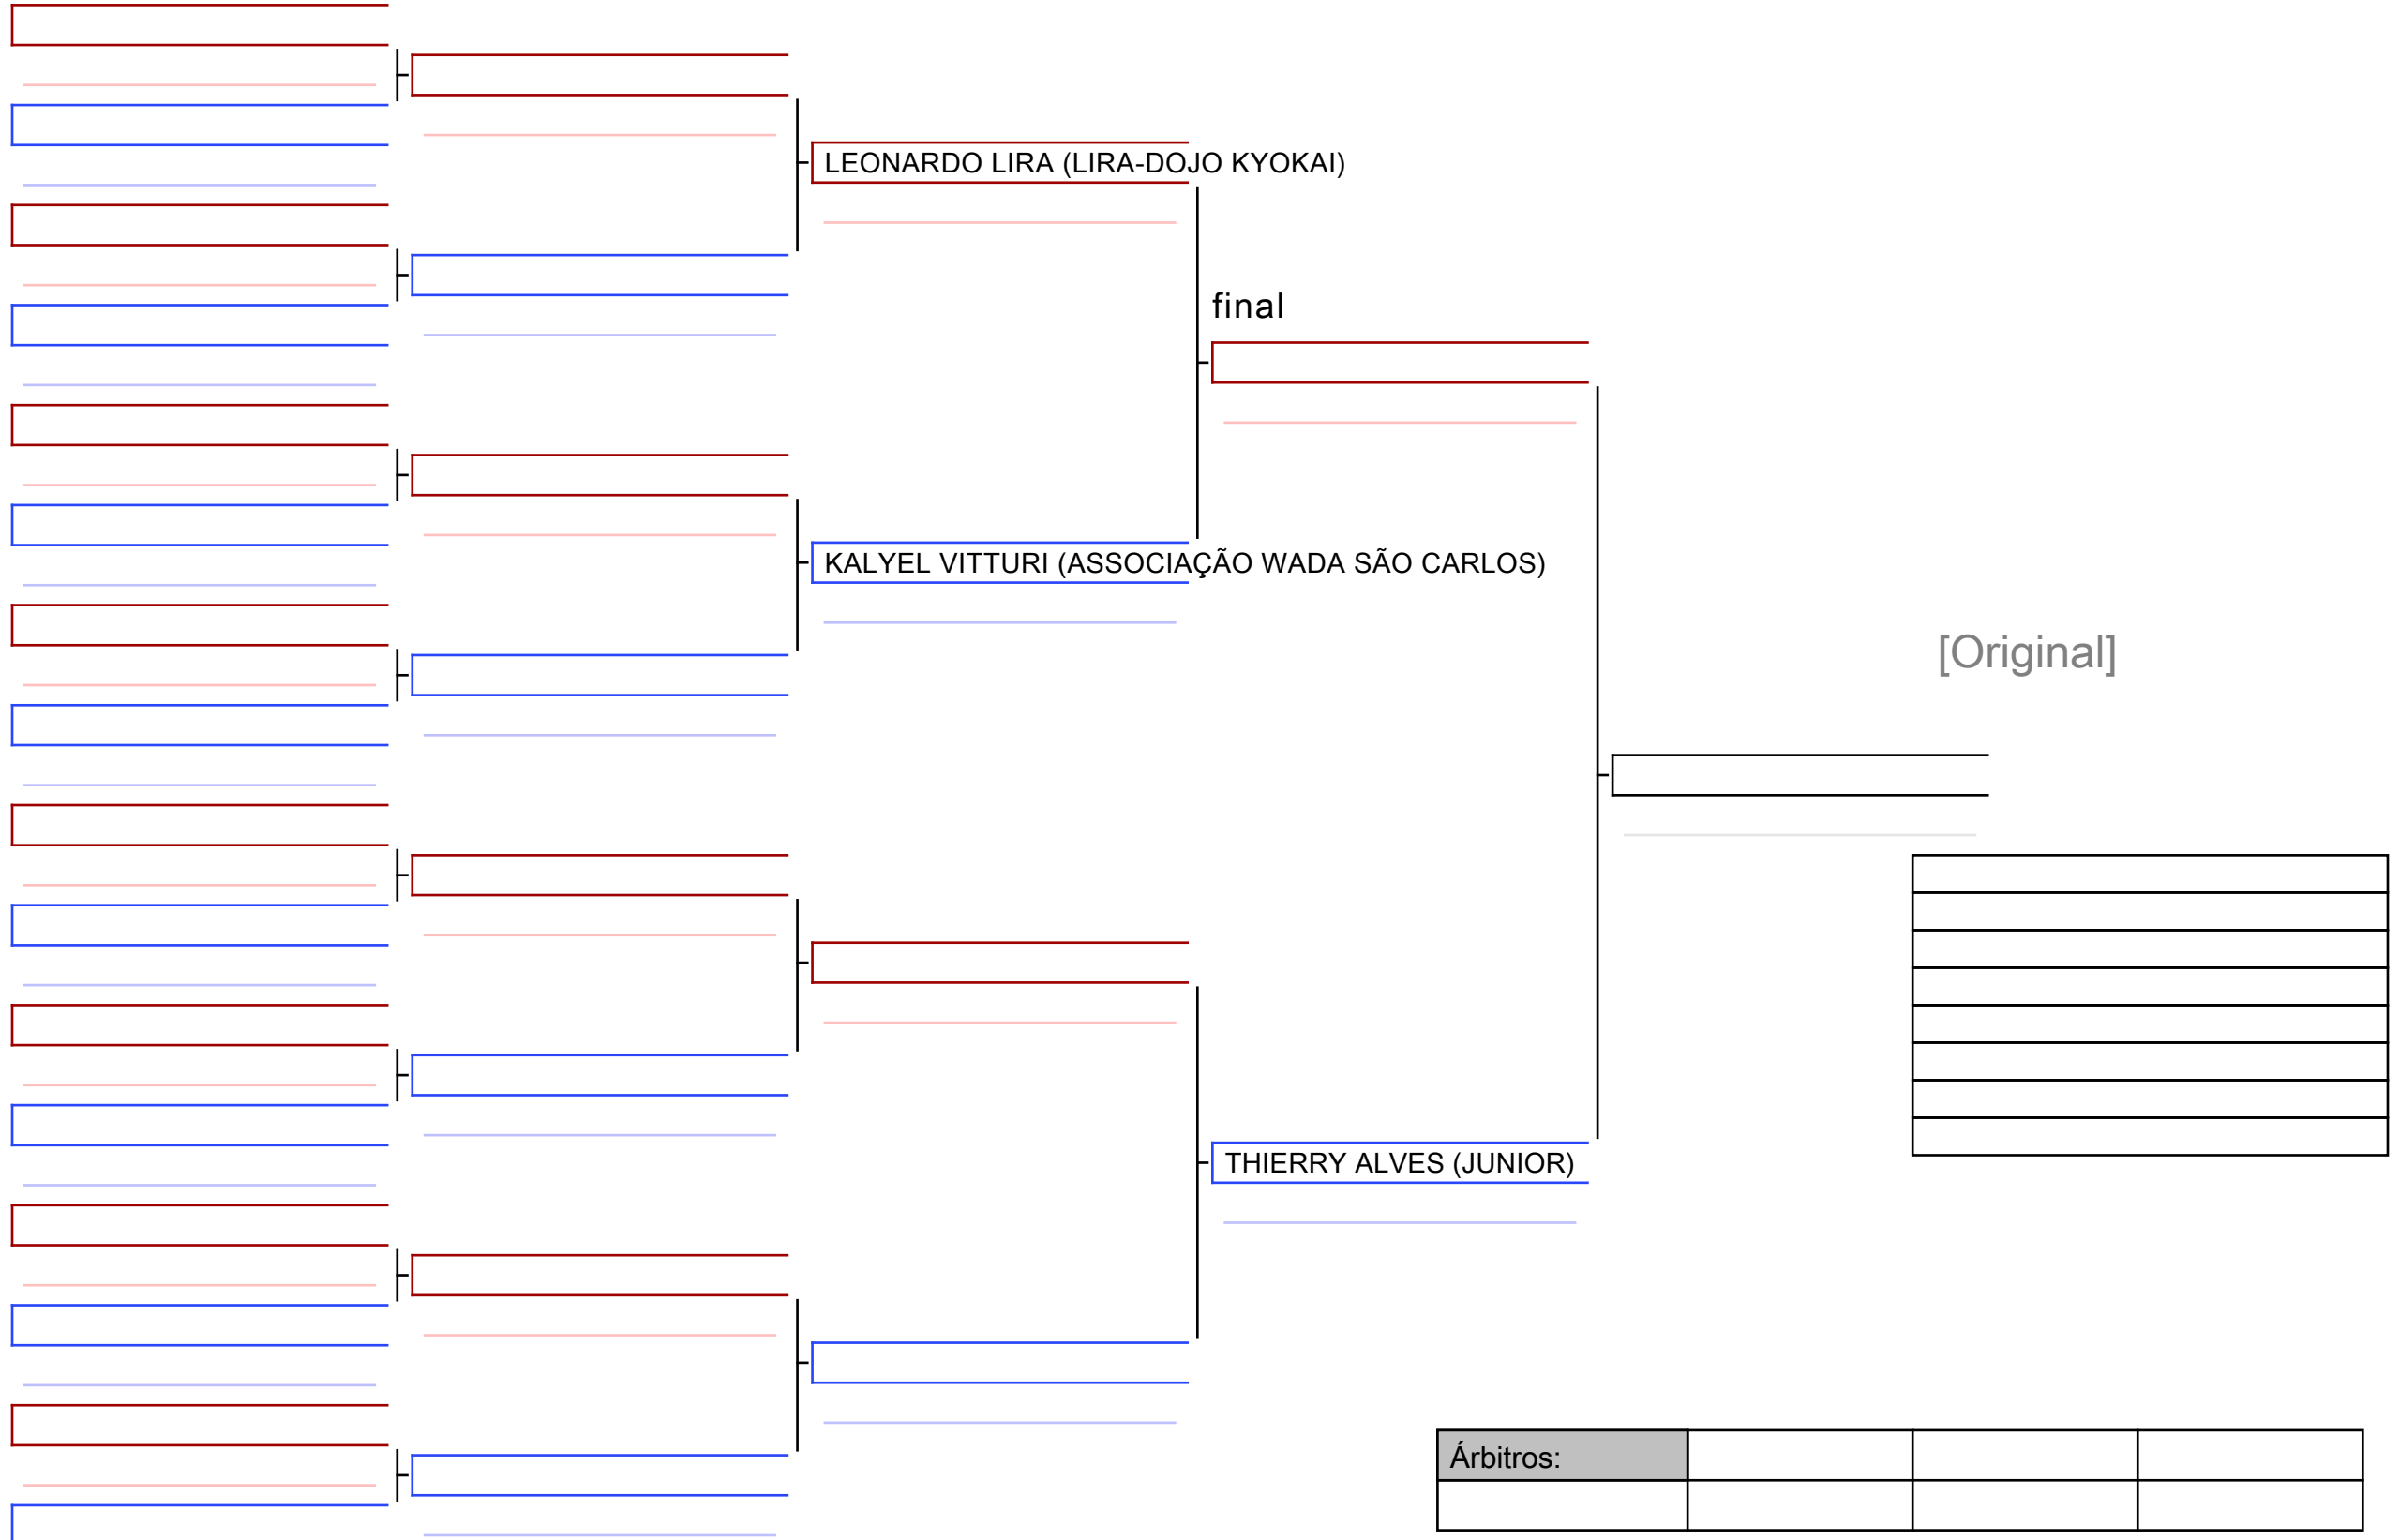 LEONARDO LIRA (LIRA-DOJO KYOKAI)
final
KALYEL VITTURI (ASSOCIAÇÃO WADA SÃO CARLOS)
[Original]
THIERRY ALVES (JUNIOR)
Árbitros: